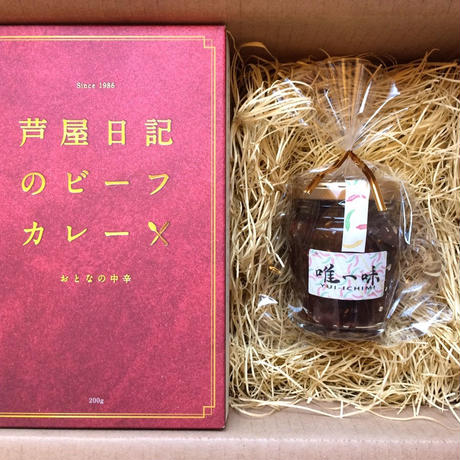 Since 1986
芦屋日記
のビーフ
カレー
おとなの中辛
200g
唯一味
YUI-ICHIMI